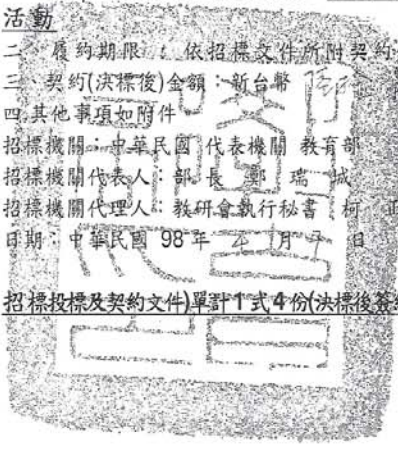 活動
二、履約期限：依招標文件所附契約
三、契約(決標後)金額：新台幣
四、其他事項如附件
招標機關：中華民國 代表機關 教育部
招標機關代表人：部 長 鄭 瑞 城
招標機關代理人：教研會執行秘書 柯
日期：中華民國 98 年 月 日
招標投標及契約文件)單計1式4份(決標後簽